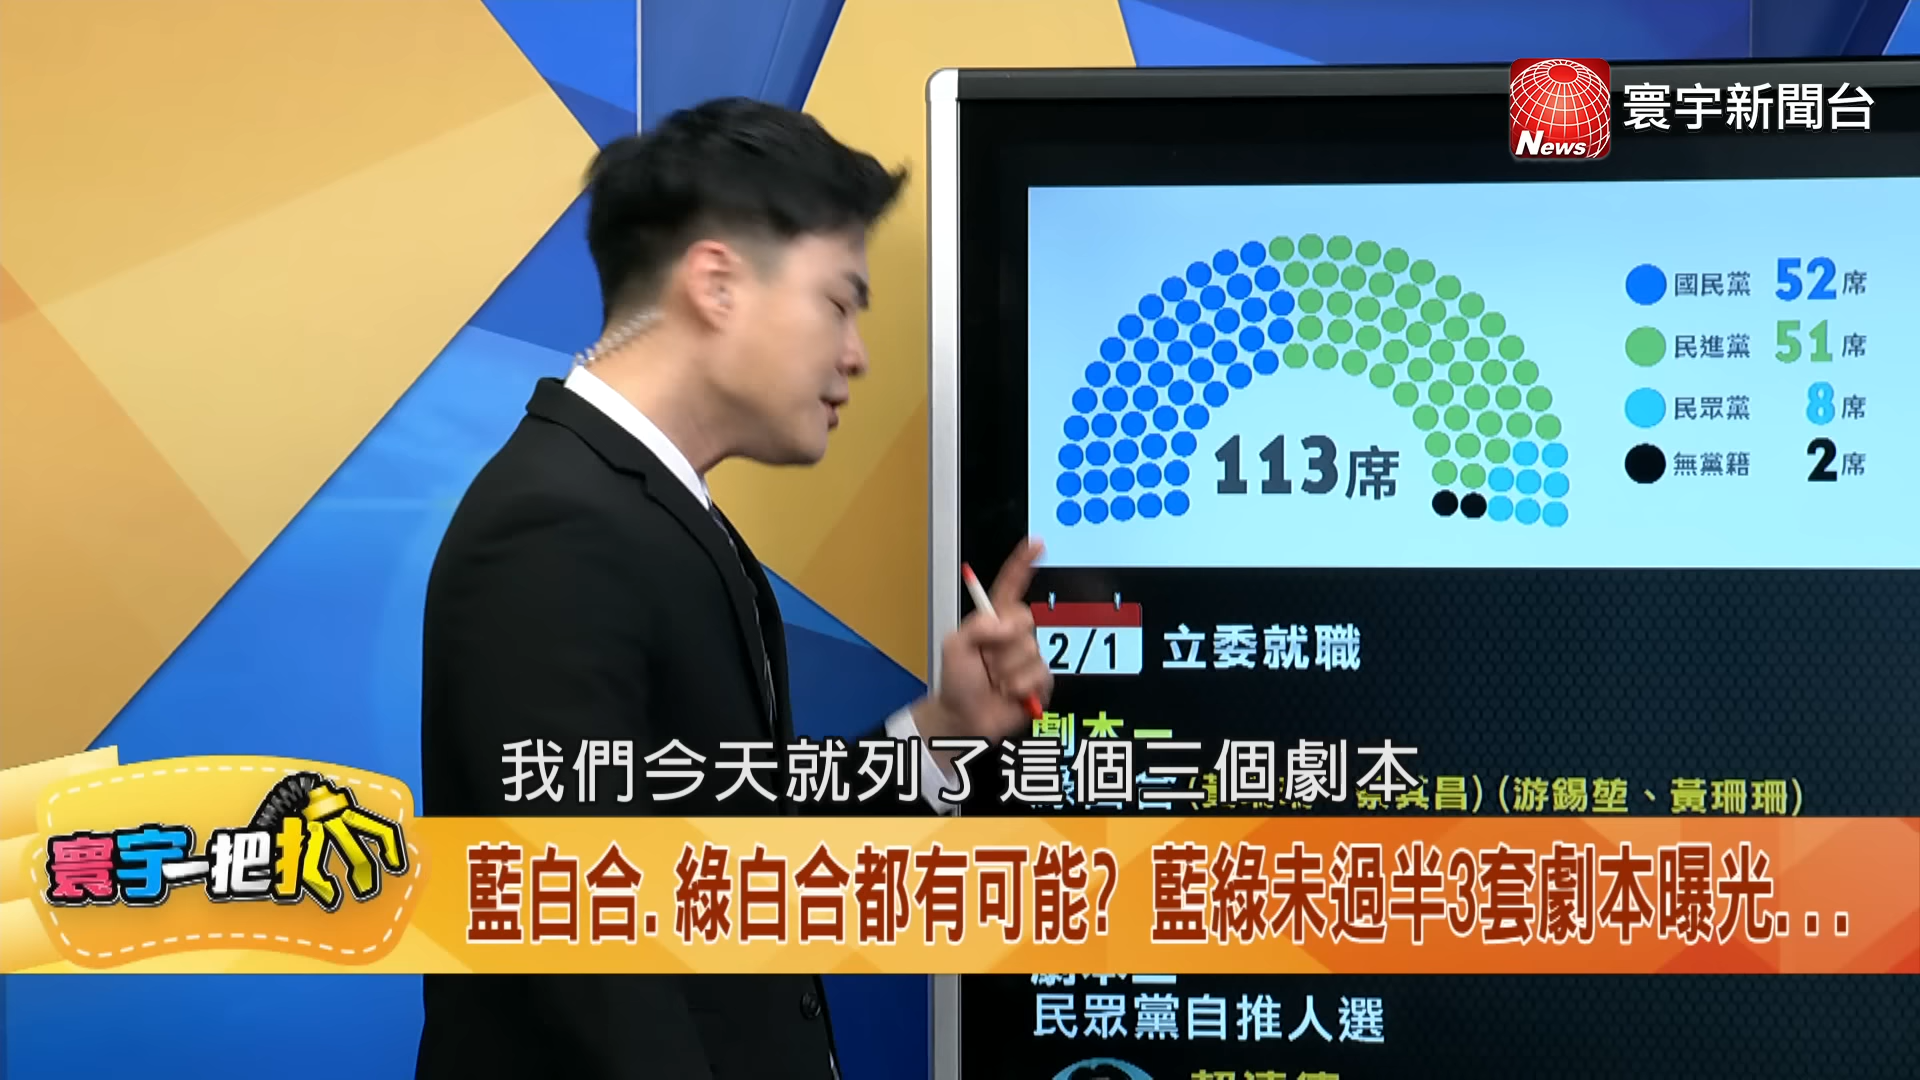 寰宇新聞台
News
國民黨 52席
民進黨 51席
民眾黨 8席
無黨籍 2席
113席
2/1 立委就職
劇本一
昌)(游錫堃、黃珊珊)
我們今天就列了這個三個劇本
寰宇一把抓
藍白合.綠白合都有可能? 藍綠未過半3套劇本曝光...
民眾黨自推人選